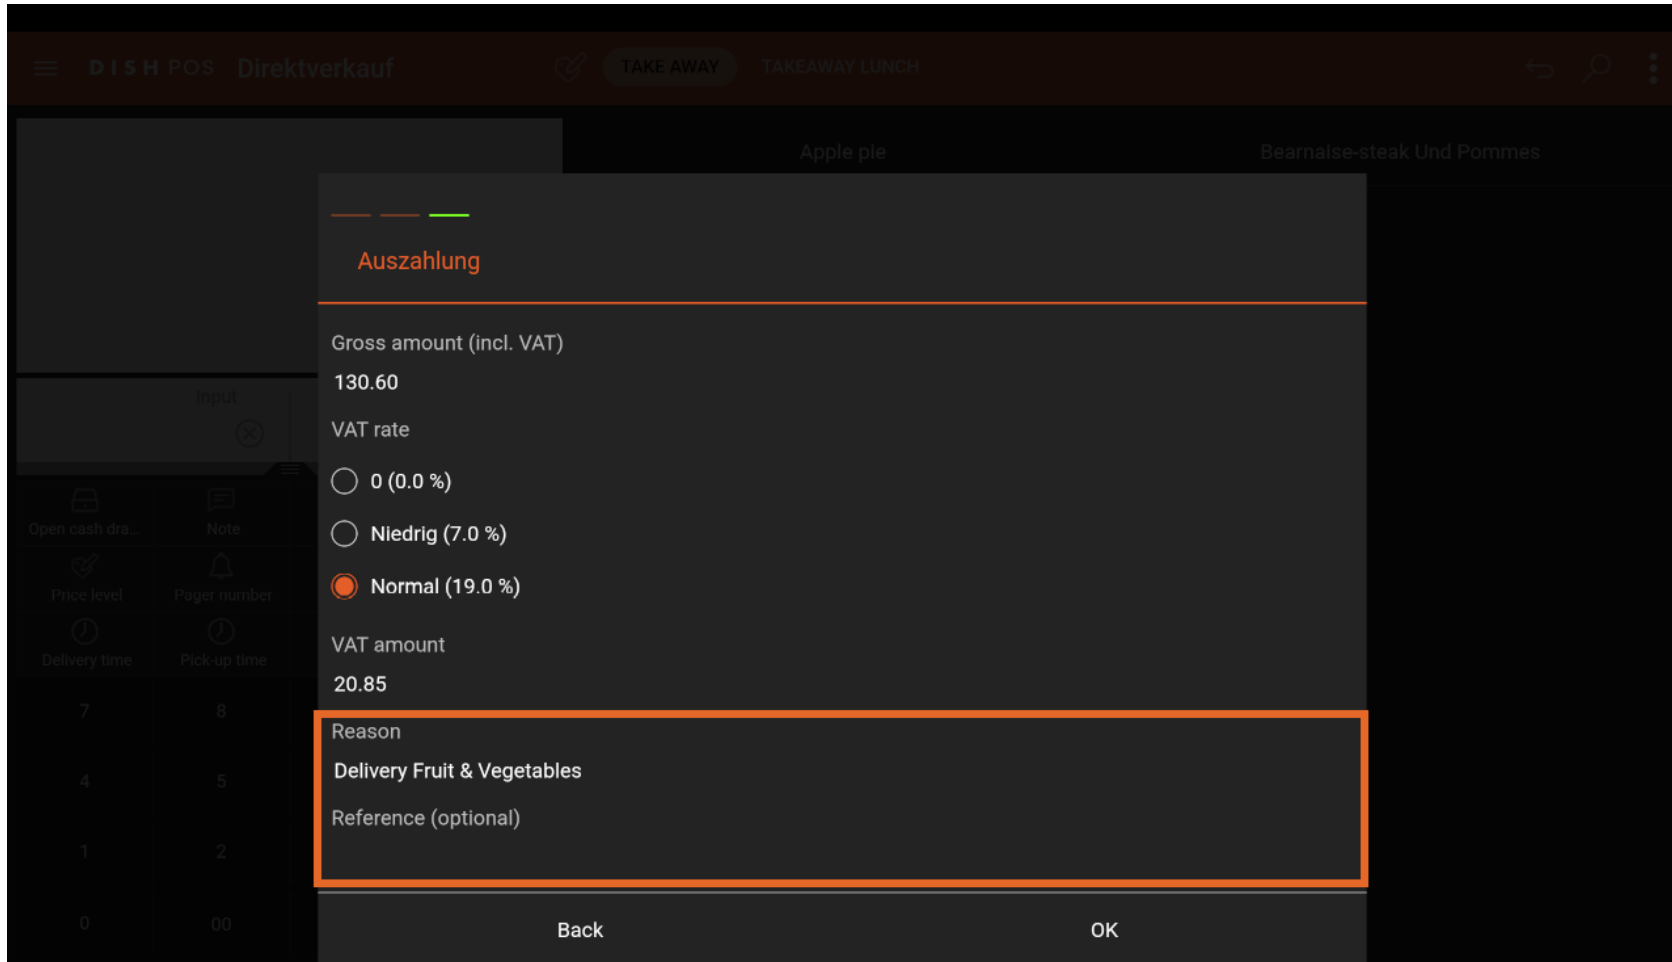 DISH POS Direktverkauf
TAKE AWAY
TAKEAWAY LUNCH
Apple pie
Bearnaise-steak Und Pommes
Auszahlung
Gross amount (incl. VAT)
130.60
VAT rate
0 (0.0 %)
Niedrig (7.0 %)
Normal (19.0 %)
VAT amount
20.85
Reason
Delivery Fruit & Vegetables
Reference (optional)
Back
OK
Input
Open cash dra...
Note
Price level
Pager number
Delivery time
Pick-up time
7
8
4
5
1
2
0
00